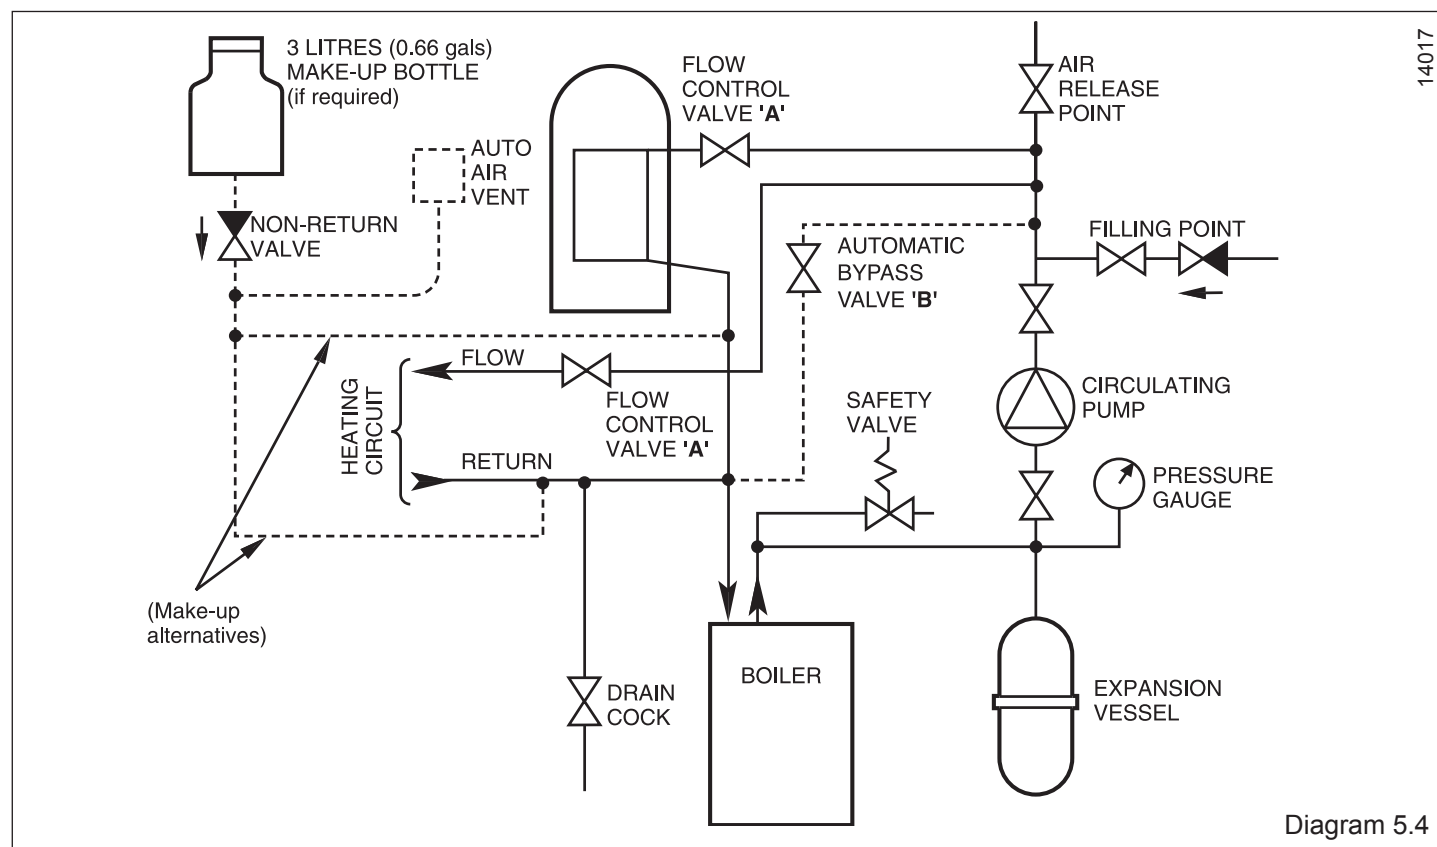 3 LITRES (0.66 gals)
MAKE-UP BOTTLE
(if required)
FLOW
CONTROL
VALVE 'A'
AIR
RELEASE
POINT
14017
AUTO
AIR
VENT
NON-RETURN
VALVE
AUTOMATIC
BYPASS
VALVE 'B'
FILLING POINT
FLOW
HEATING
CIRCUIT
FLOW
CONTROL
VALVE 'A'
SAFETY
VALVE
CIRCULATING
PUMP
RETURN
PRESSURE
GAUGE
(Make-up
alternatives)
BOILER
DRAIN
COCK
EXPANSION
VESSEL
Diagram 5.4